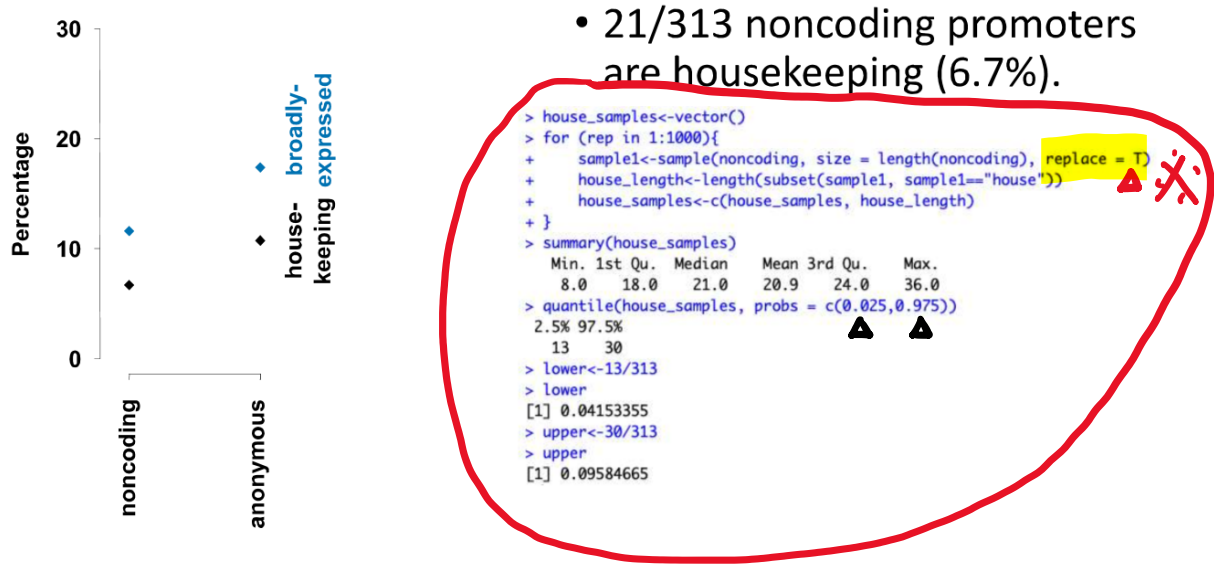 30
20
10
0
Percentage
noncoding
anonymous
house-
keeping
broadly-
expressed
• 21/313 noncoding promoters
are housekeeping (6.7%).
> house_samples<-vector()
> for (rep in 1:1000){
+     sample1<-sample(noncoding, size = length(noncoding), replace = T)
+     house_length<-length(subset(sample1, sample1=="house"))
+     house_samples<-c(house_samples, house_length)
+ }
> summary(house_samples)
   Min. 1st Qu.  Median    Mean 3rd Qu.    Max.
    8.0    18.0    21.0    20.9    24.0    36.0
> quantile(house_samples, probs = c(0.025,0.975))
 2.5% 97.5%
   13    30
> lower<-13/313
> lower
[1] 0.04153355
> upper<-30/313
> upper
[1] 0.09584665